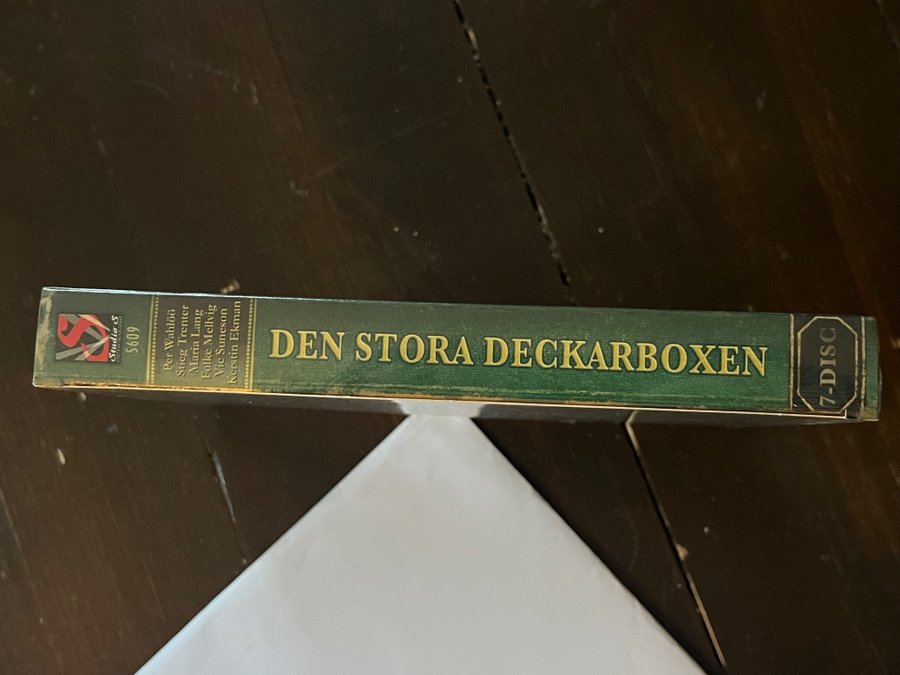 Studio S
S609
Per Wahlöö
Stieg Trenter
Maria Lang
Folke Mellvig
Vic Suneson
Kerstin Ekman
DEN STORA DECKARBOXEN
7-DISC